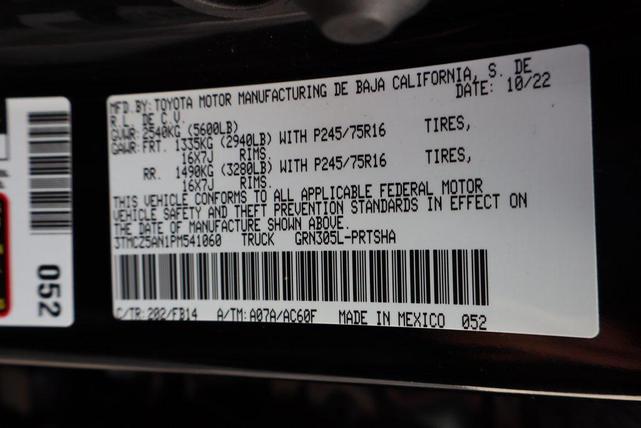 MFD. BY: TOYOTA MOTOR MANUFACTURING DE BAJA CALIFORNIA, S. DE
R.L. DE C.V. DATE: 10/22
GVWR: 2540KG (5600LB)
GAWR: FRT. 1335KG (2940LB) WITH P245/75R16 TIRES,
16X7J RIMS.
RR. 1490KG (3280LB) WITH P245/75R16 TIRES,
16X7J RIMS.
THIS VEHICLE CONFORMS TO ALL APPLICABLE FEDERAL MOTOR
VEHICLE SAFETY AND THEFT PREVENTION STANDARDS IN EFFECT ON
THE DATE OF MANUFACTURE SHOWN ABOVE.
3TMCZ5AN1PM541060 TRUCK GRN305L-PRTSHA
C/TR: 202/FB14 A/TM: A07A/AC60F MADE IN MEXICO 052
052